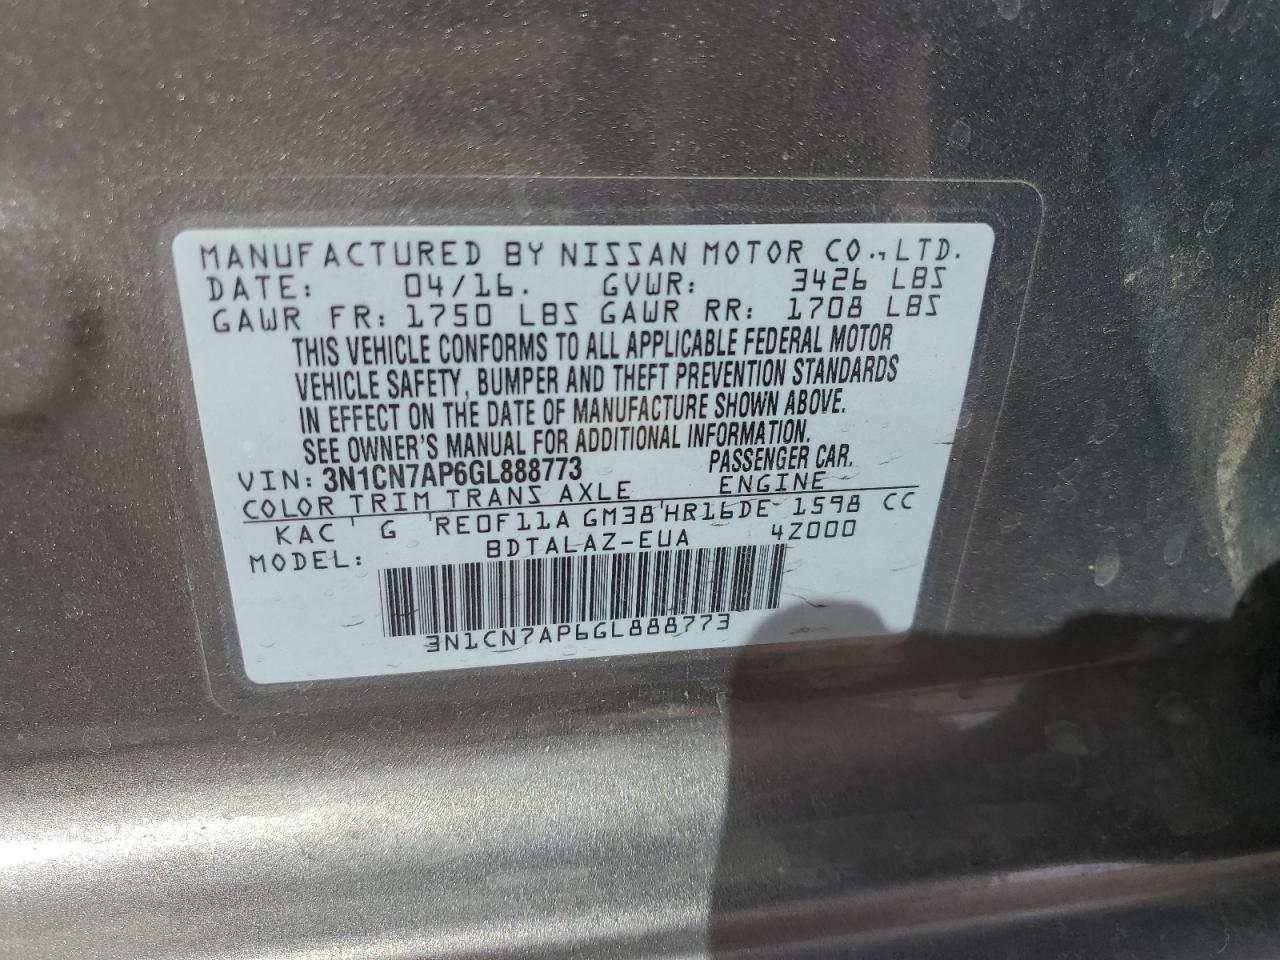 MANUFACTURED BY NISSAN MOTOR CO., LTD.
DATE: 04/16. GVWR: 3426 LBS
GAWR FR: 1750 LBS GAWR RR: 1708 LBS
THIS VEHICLE CONFORMS TO ALL APPLICABLE FEDERAL MOTOR
VEHICLE SAFETY, BUMPER AND THEFT PREVENTION STANDARDS
IN EFFECT ON THE DATE OF MANUFACTURE SHOWN ABOVE.
SEE OWNER'S MANUAL FOR ADDITIONAL INFORMATION.
VIN: 3N1CN7AP6GL888773 PASSENGER CAR.
COLOR TRIM TRANS AXLE ENGINE
KAC G RE0F11A GM38 HR16DE 1598 CC
MODEL: BDTALAZ-EUA 4Z000
3N1CN7AP6GL888773